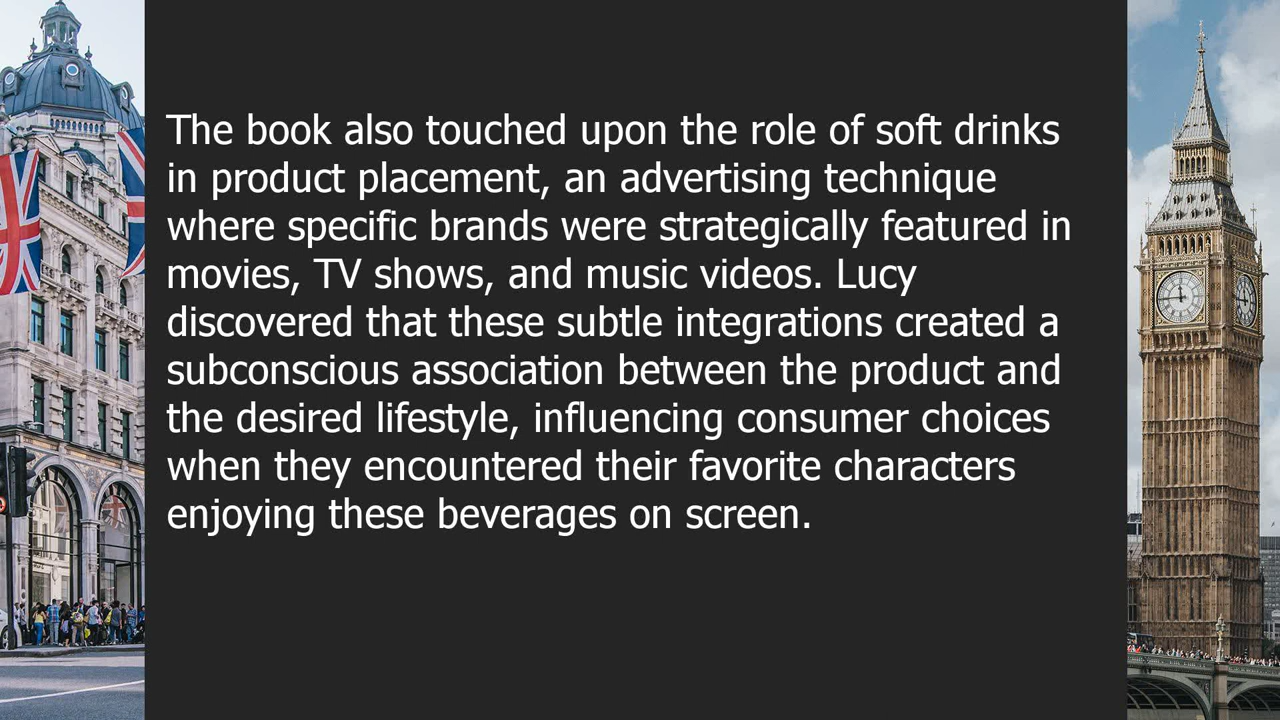 The book also touched upon the role of soft drinks
in product placement, an advertising technique
where specific brands were strategically featured in
movies, TV shows, and music videos. Lucy
discovered that these subtle integrations created a
subconscious association between the product and
the desired lifestyle, influencing consumer choices
when they encountered their favorite characters
enjoying these beverages on screen.